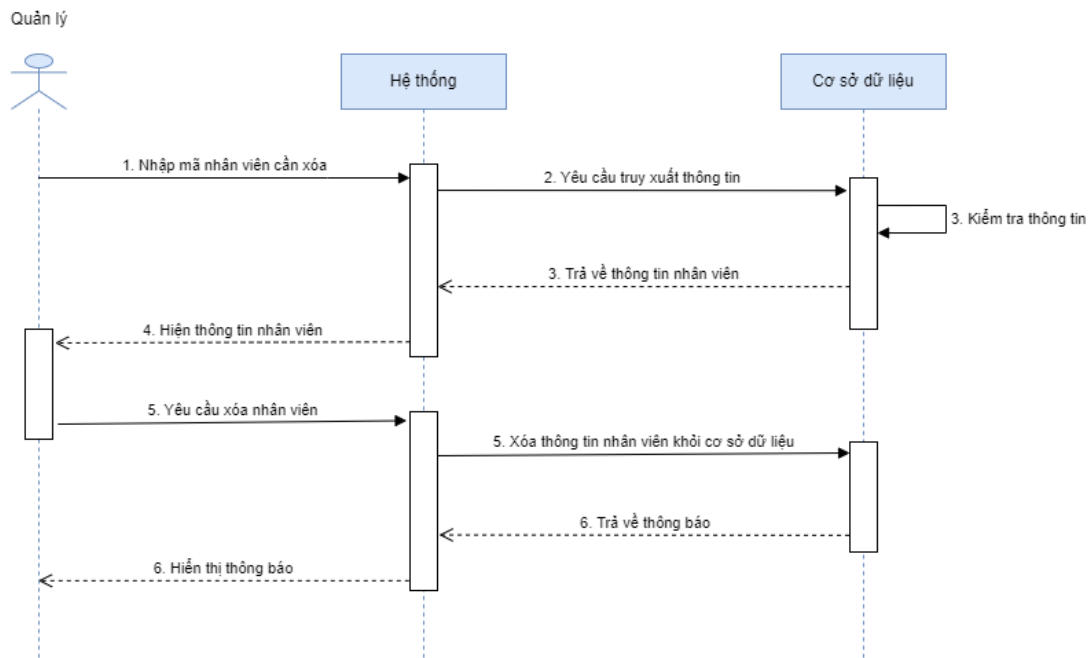 Quản lý
Hệ thống
Cơ sở dữ liệu
1. Nhập mã nhân viên cần xóa
2. Yêu cầu truy xuất thông tin
3. Kiểm tra thông tin
3. Trả về thông tin nhân viên
4. Hiện thông tin nhân viên
5. Yêu cầu xóa nhân viên
5. Xóa thông tin nhân viên khỏi cơ sở dữ liệu
6. Trả về thông báo
6. Hiển thị thông báo